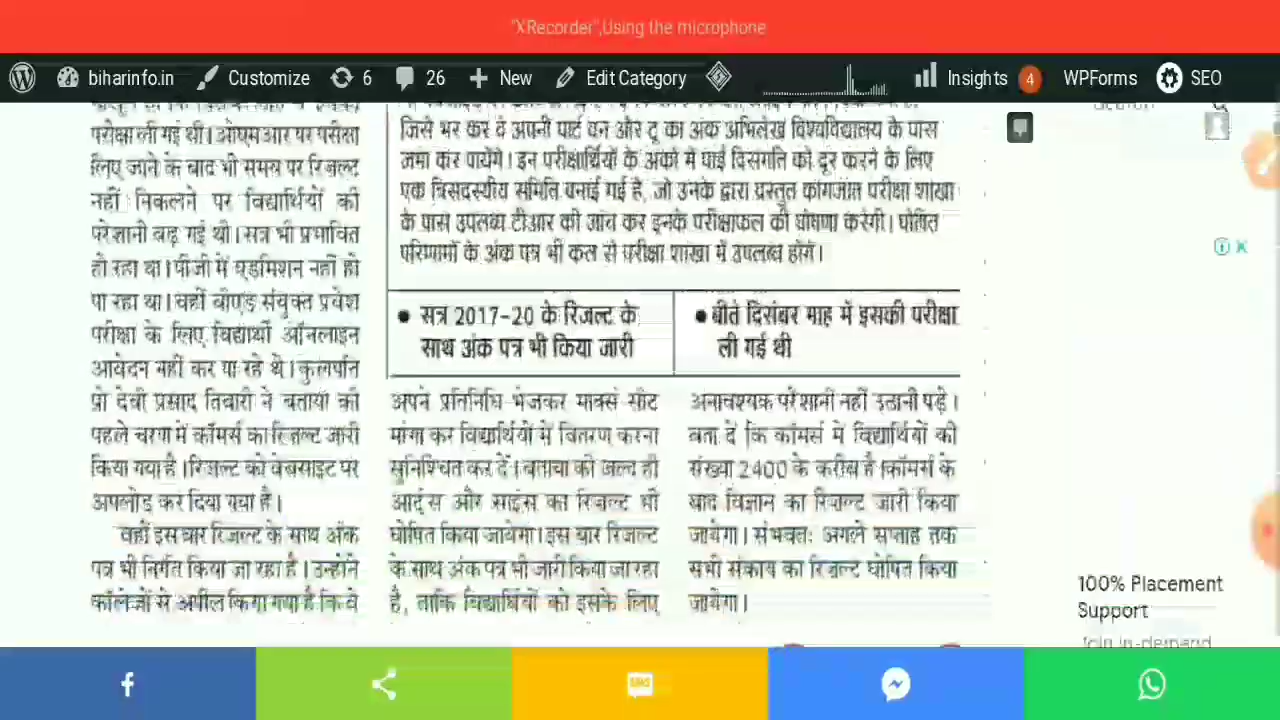 "XRecorder",Using the microphone
biharinfo.in Customize 6 26 New Edit Category Insights 4 WPForms SEO
परीक्षा ली गई थी। ओएमआर पर परीक्षा
लिए जाने के बाद भी समय पर रिजल्ट
नहीं निकलने पर विद्यार्थियों की
परेशानी बढ़ गई थी। सत्र भी प्रभावित
हो रहा था। पीजी में एडमिशन नहीं हो
पा रहा था। वहीं बीएड संयुक्त प्रवेश
परीक्षा के लिए विद्यार्थी ऑनलाइन
आवेदन नहीं कर पा रहे थे। कुलपति
प्रो देवी प्रसाद तिवारी ने बताया की
पहले चरण में कॉमर्स का रिजल्ट जारी
किया गया है। रिजल्ट को वेबसाइट पर
अपलोड कर दिया गया है।
वहीं इस बार रिजल्ट के साथ अंक
पत्र भी निर्गत किया जा रहा है। उन्होंने
कॉलेजों से अपील किया गया है कि वे
जिसे भर कर वे अपनी पार्ट वन और टू का अंक अभिलेख विश्वविद्यालय के पास
जमा कर पायेंगे। इन परीक्षार्थियों के अंको में पाई विसगति को दूर करने के लिए
एक त्रिसदस्यीय समिति बनाई गई है, जो उनके द्वारा प्रस्तुत कागजात परीक्षा शाखा
के पास उपलब्ध टीआर की जांच कर इनके परीक्षाफल की घोषणा करेगी। घोषित
परिणामों के अंक पत्र भी कल से परीक्षा शाखा में उपलब्ध होंगे।
● सत्र 2017-20 के रिजल्ट के
साथ अंक पत्र भी किया जारी
● बीते दिसंबर माह में इसकी परीक्षा
ली गई थी
अपने प्रतिनिधि भेजकर मार्क्स सीट
मांगा कर विद्यार्थियों में वितरण करना
सुनिश्चित कर दें। बताया की जल्द ही
आर्ट्स और साइंस का रिजल्ट भी
घोषित किया जायेगा। इस बार रिजल्ट
के साथ अंक पत्र भी जारी किया जा रहा
है, ताकि विद्यार्थियों को इसके लिए
अनावश्यक परेशानी नहीं उठानी पड़े।
बता दें कि कॉमर्स में विद्यार्थियों की
संख्या 2400 के करीब है। कॉमर्स के
बाद विज्ञान का रिजल्ट जारी किया
जायेगा। संभवतः अगले सप्ताह तक
सभी संकाय का रिजल्ट घोषित किया
जायेगा।
100% Placement
Support
Join in-demand
SMS